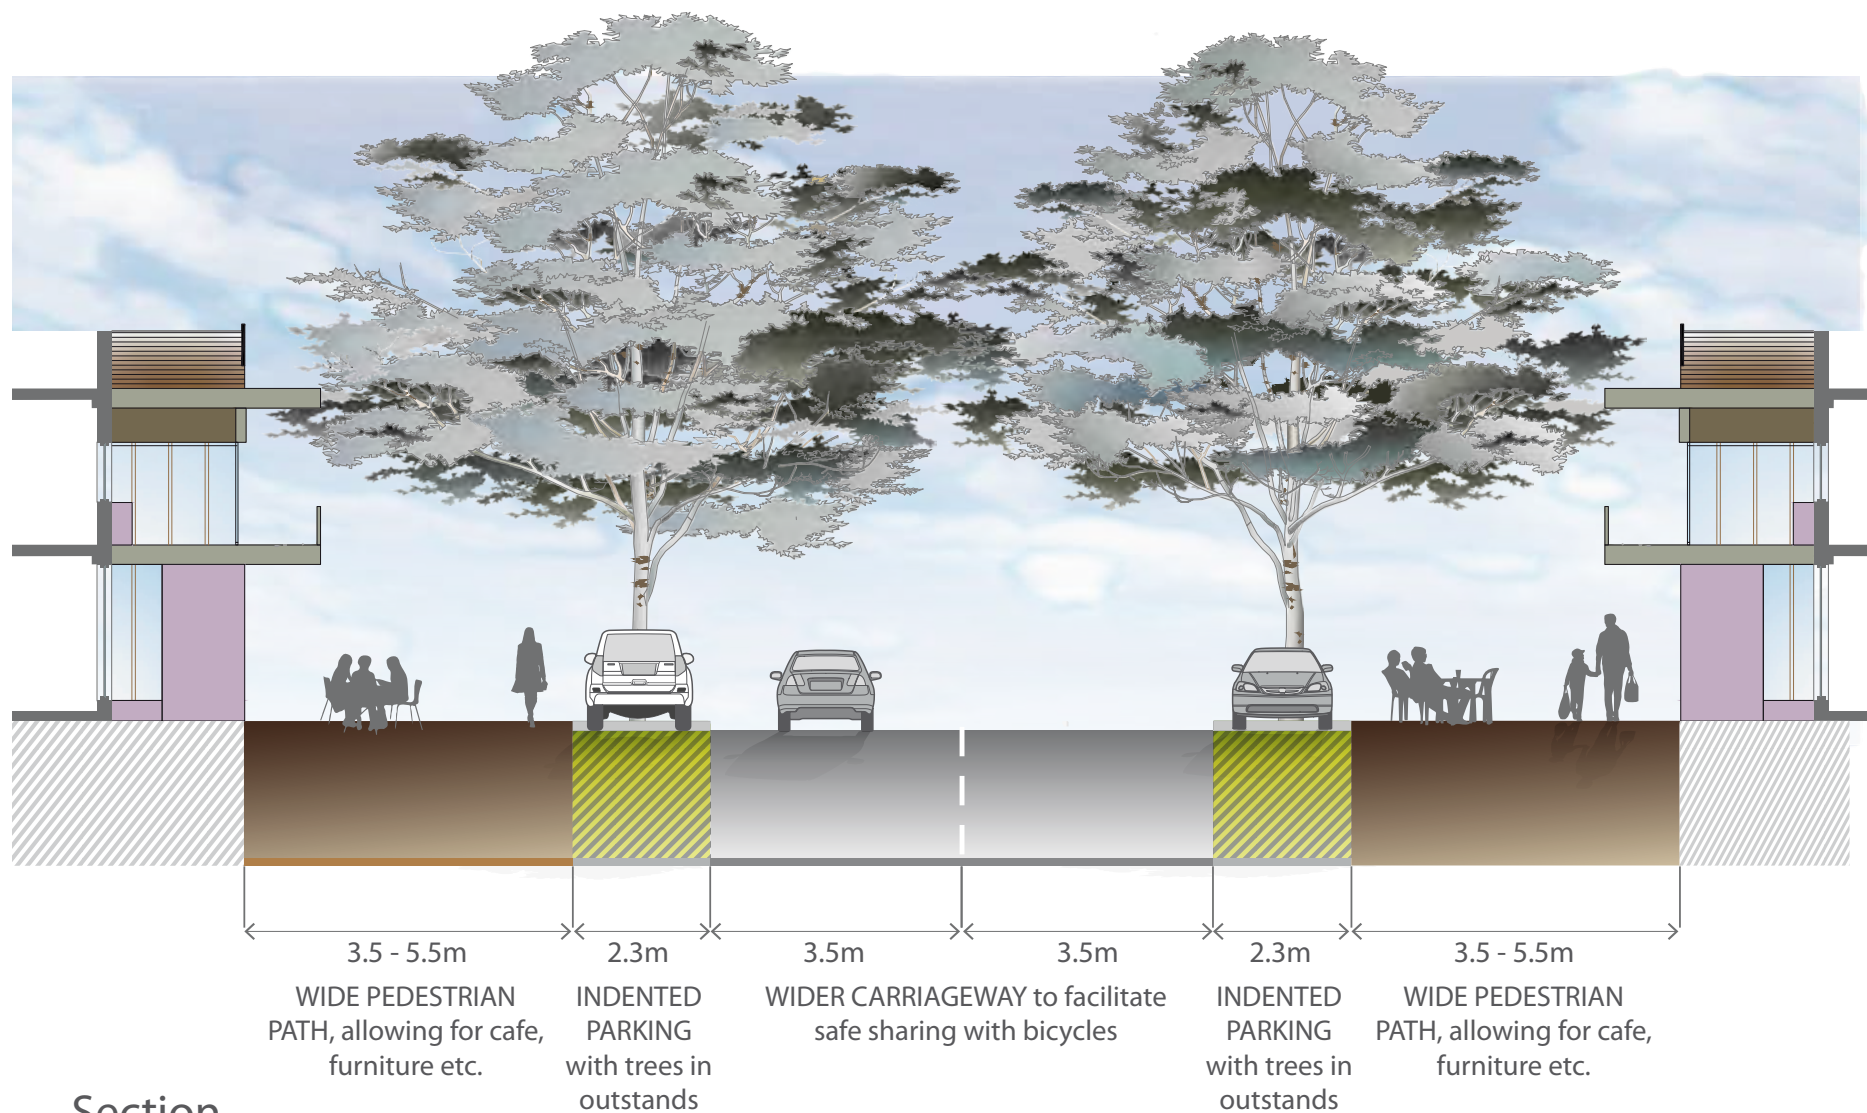 3.5 - 5.5m
2.3m
3.5m
3.5m
2.3m
3.5 - 5.5m
WIDE PEDESTRIAN
PATH, allowing for cafe,
furniture etc.
INDENTED
PARKING
with trees in
outstands
WIDER CARRIAGEWAY to facilitate
safe sharing with bicycles
INDENTED
PARKING
with trees in
outstands
WIDE PEDESTRIAN
PATH, allowing for cafe,
furniture etc.
Section